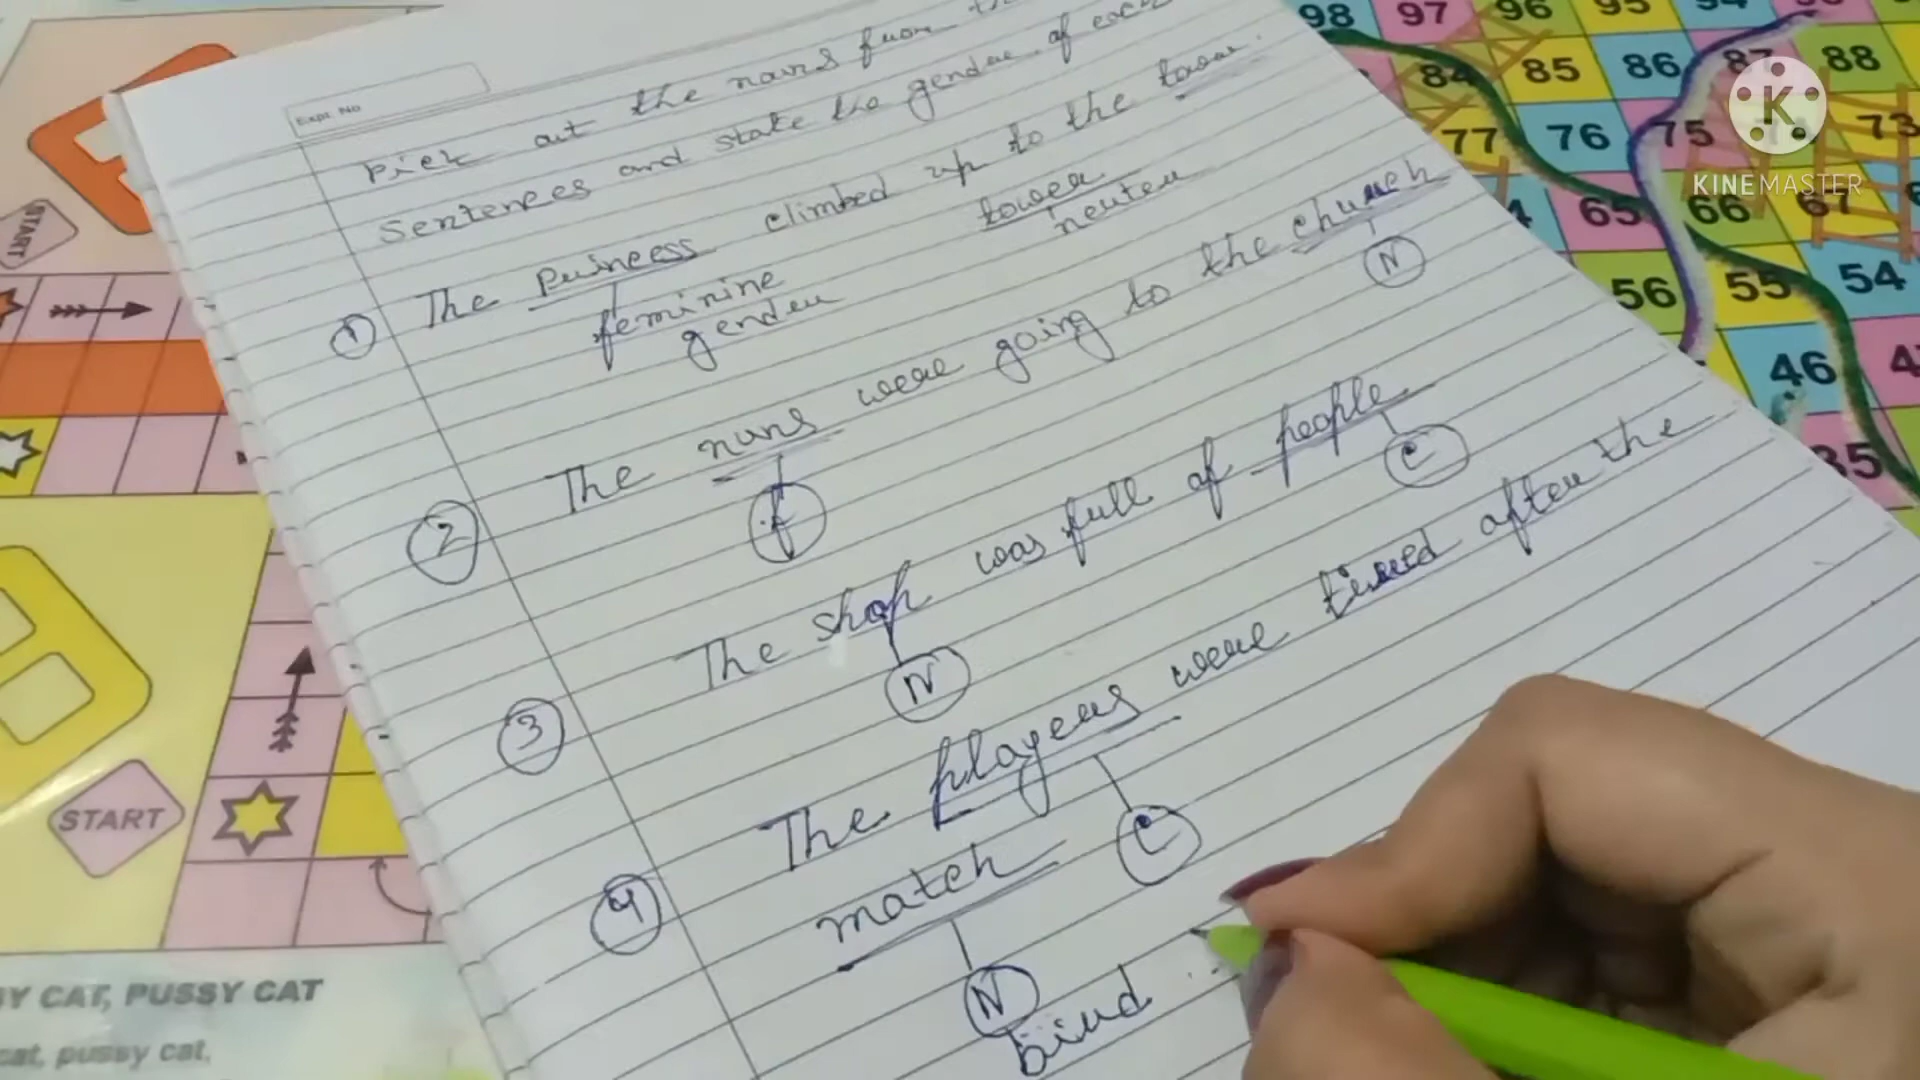 Expt. No
Pick out the nouns from
Sentences and state the gender of each
The princess climbed up to the tower.
tower
neuter
feminine
gender
1
The nuns were going to the church
N
f
2
The shop was full of people
C
N
3
The players were tired after the
match
C
N
4
bird
START
START
Y CAT, PUSSY CAT
cat, pussy cat,
98 97 96 95 94
84 85 86 87 88
77 76 75 74 73
65 66 67
56 55 54
46
35
K
KINEMASTER